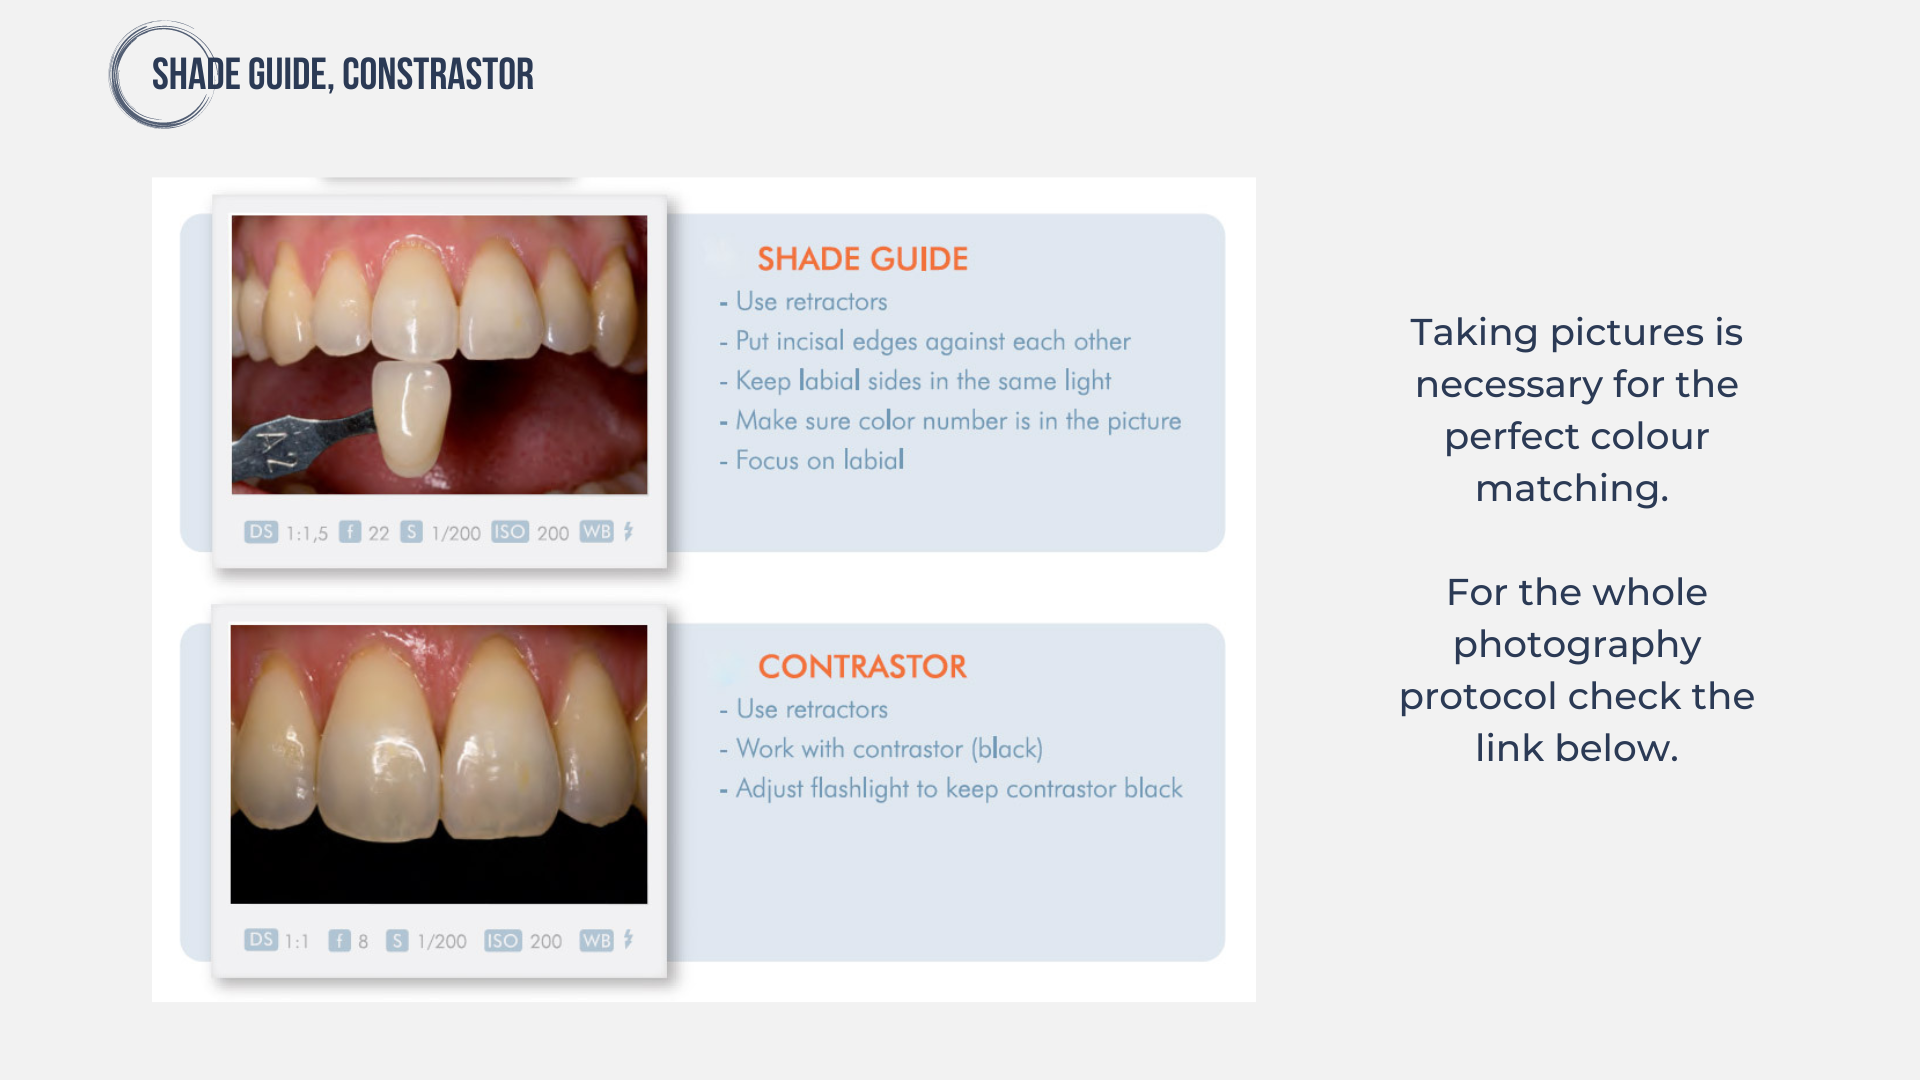 SHADE GUIDE, CONSTRASTOR
SHADE GUIDE
- Use retractors
- Put incisal edges against each other
- Keep labial sides in the same light
- Make sure color number is in the picture
- Focus on labial
A2
DS 1:1,5 f 22 S 1/200 ISO 200 WB
CONTRASTOR
- Use retractors
- Work with contrastor (black)
- Adjust flashlight to keep contrastor black
DS 1:1 f 8 S 1/200 ISO 200 WB
Taking pictures is
necessary for the
perfect colour
matching.
For the whole
photography
protocol check the
link below.